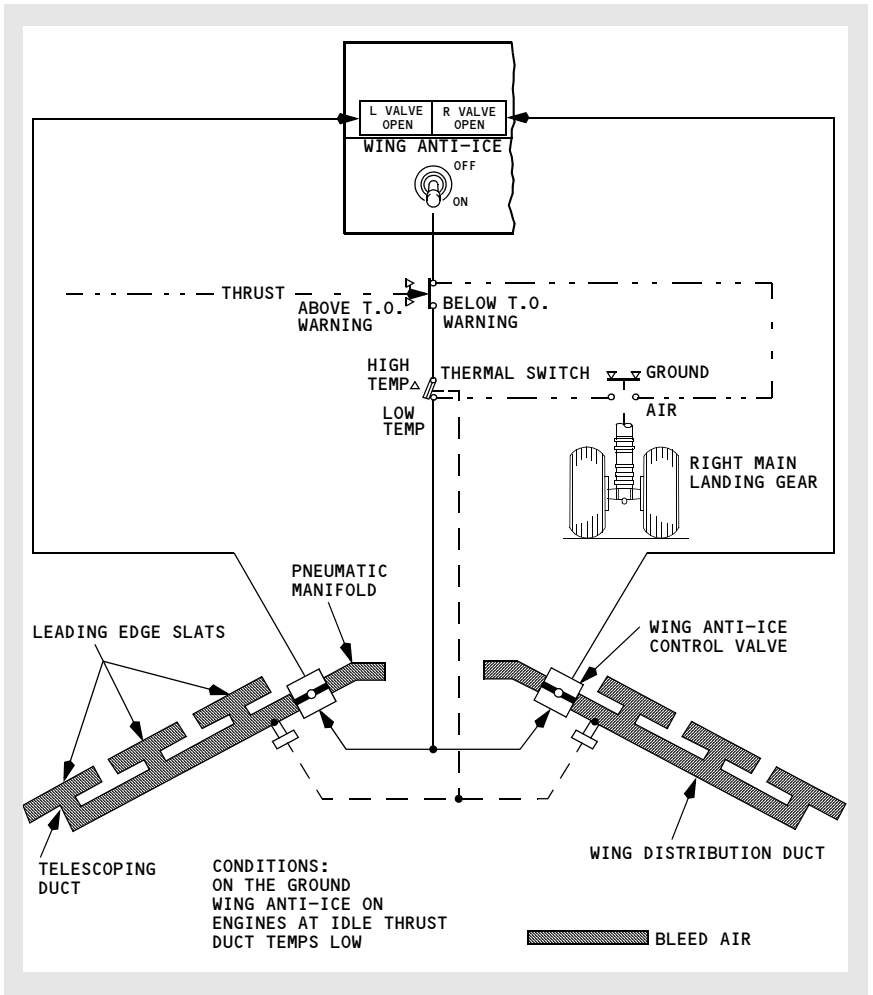 L VALVE
OPEN
R VALVE
OPEN
WING ANTI-ICE
OFF
ON
THRUST
ABOVE T.O.
WARNING
BELOW T.O.
WARNING
HIGH
TEMP
THERMAL SWITCH
GROUND
LOW
TEMP
AIR
RIGHT MAIN
LANDING GEAR
PNEUMATIC
MANIFOLD
LEADING EDGE SLATS
WING ANTI-ICE
CONTROL VALVE
TELESCOPING
DUCT
WING DISTRIBUTION DUCT
CONDITIONS:
ON THE GROUND
WING ANTI-ICE ON
ENGINES AT IDLE THRUST
DUCT TEMPS LOW
BLEED AIR